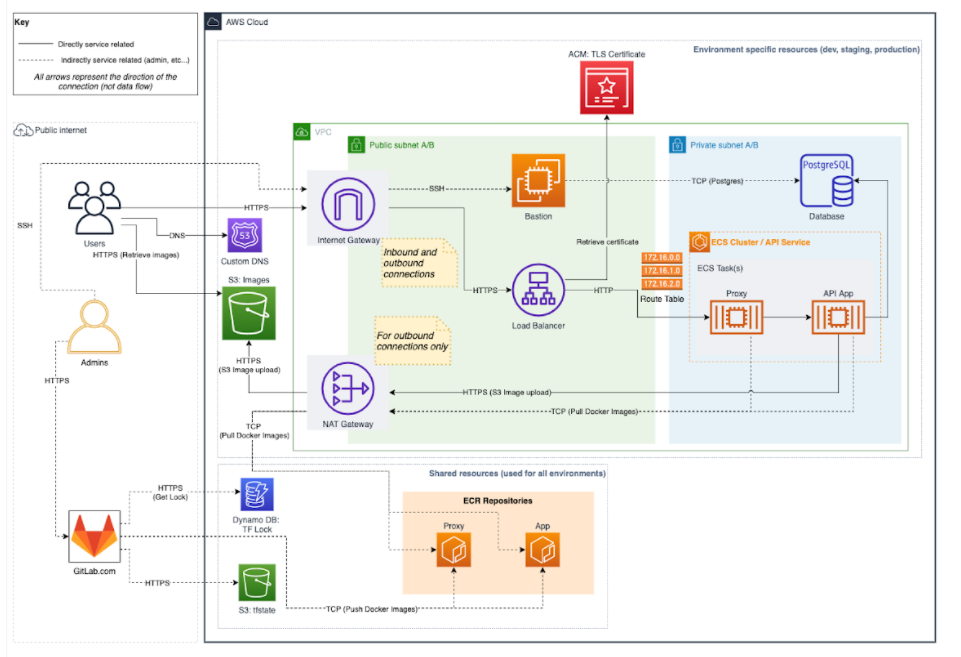 Key
Directly service related
Indirectly service related (admin, etc...)
All arrows represent the direction of the
connection (not data flow)
AWS Cloud
Environment specific resources (dev, staging, production)
ACM: TLS Certificate
Public internet
VPC
Public subnet A/B
Private subnet A/B
PostgreSQL
Database
SSH
TCP (Postgres)
Bastion
Users
HTTPS
Internet Gateway
SSH
DNS
53
Custom DNS
HTTPS (Retrieve images)
Inbound and
outbound
connections
Retrieve certificate
ECS Cluster / API Service
172.16.0.0
172.16.1.0
172.16.2.0
Route Table
ECS Task(s)
Proxy
API App
S3: Images
HTTPS
HTTP
Load Balancer
Admins
For outbound
connections only
HTTPS
(S3 Image upload)
HTTPS
HTTPS (S3 Image upload)
TCP (Pull Docker Images)
NAT Gateway
TCP
(Pull Docker Images)
Shared resources (used for all environments)
HTTPS
(Get Lock)
Dynamo DB:
TF Lock
ECR Repositories
Proxy
App
GitLab.com
HTTPS
S3: tfstate
TCP (Push Docker Images)